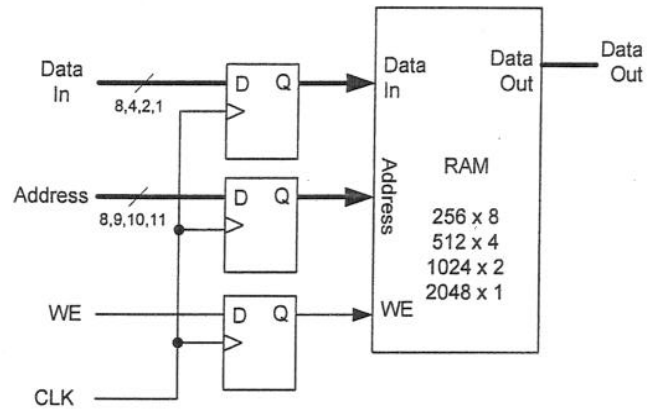 Data
In
8,4,2,1
D Q
Data
In
Data
Out
Data
Out
Address
8,9,10,11
D Q
Address
RAM
256 x 8
512 x 4
1024 x 2
2048 x 1
WE
D Q
WE
CLK